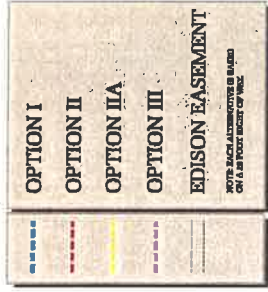 OPTION I
OPTION II
OPTION IIA
OPTION III
EDISON EASEMENT
NOTE: EACH ALTERNATIVE IS BASED
ON A 135 FOOT RIGHT OF WAY.